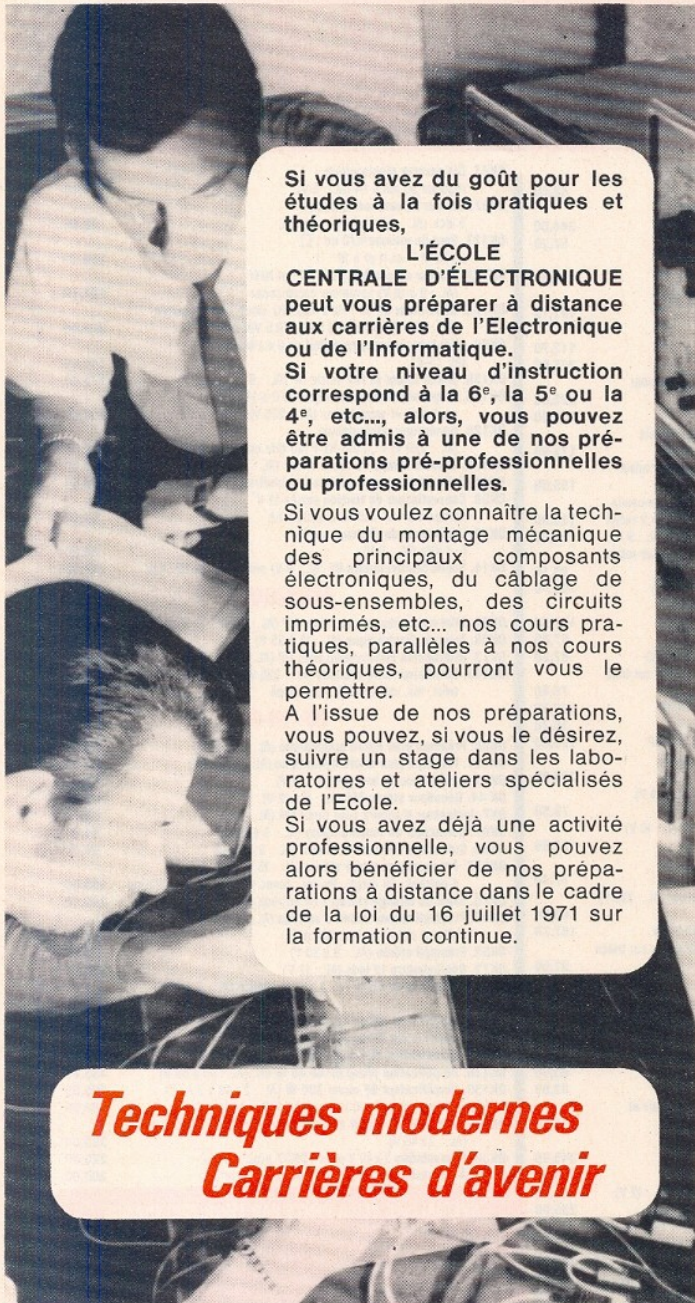 Si vous avez du goût pour les
études à la fois pratiques et
théoriques,
L'ÉCOLE
CENTRALE D'ÉLECTRONIQUE
peut vous préparer à distance
aux carrières de l'Electronique
ou de l'Informatique.
Si votre niveau d'instruction
correspond à la 6e, la 5e ou la
4e, etc..., alors, vous pouvez
être admis à une de nos pré-
parations pré-professionnelles
ou professionnelles.
Si vous voulez connaître la tech-
nique du montage mécanique
des principaux composants
électroniques, du câblage de
sous-ensembles, des circuits
imprimés, etc... nos cours pra-
tiques, parallèles à nos cours
théoriques, pourront vous le
permettre.
A l'issue de nos préparations,
vous pouvez, si vous le désirez,
suivre un stage dans les labo-
ratoires et ateliers spécialisés
de l'Ecole.
Si vous avez déjà une activité
professionnelle, vous pouvez
alors bénéficier de nos prépa-
rations à distance dans le cadre
de la loi du 16 juillet 1971 sur
la formation continue.
Techniques modernes
Carrières d'avenir